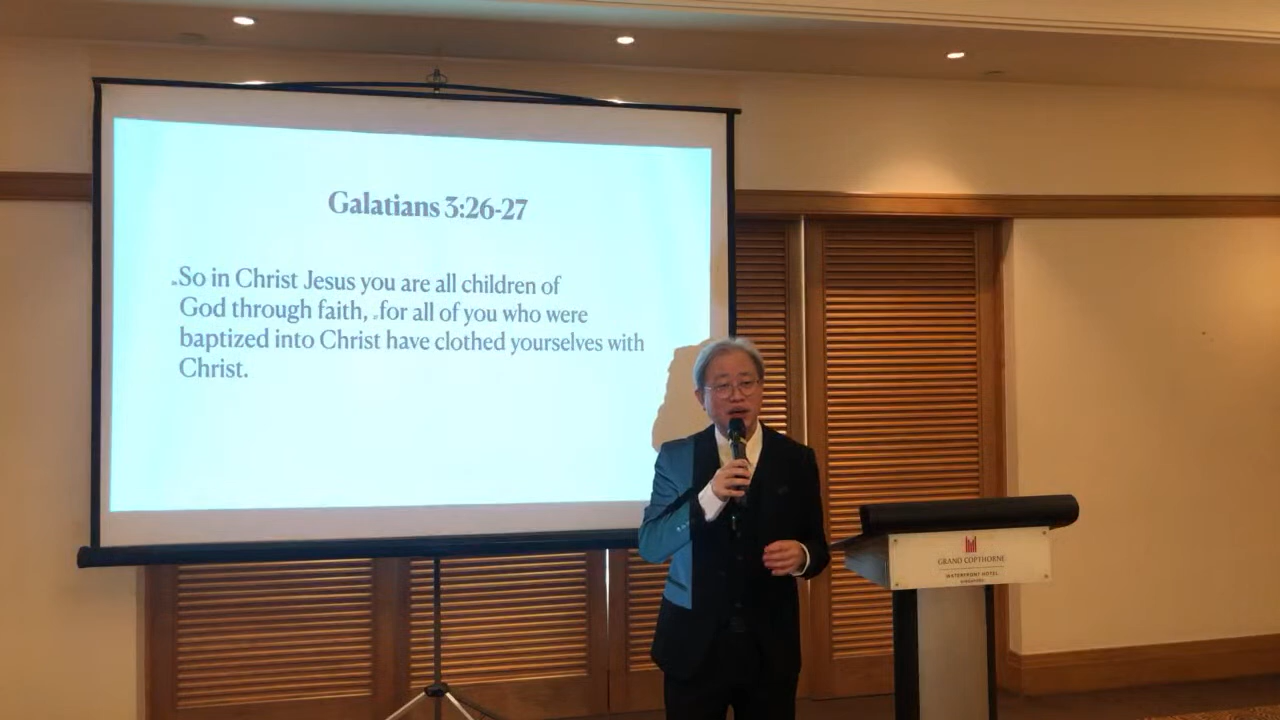 Galatians 3:26-27
So in Christ Jesus you are all children of
God through faith, for all of you who were
baptized into Christ have clothed yourselves with
Christ.
GRAND COPTHORNE
WATERFRONT HOTEL
SINGAPORE